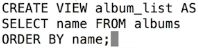 CREATE VIEW album_list AS
SELECT name FROM albums
ORDER BY name;